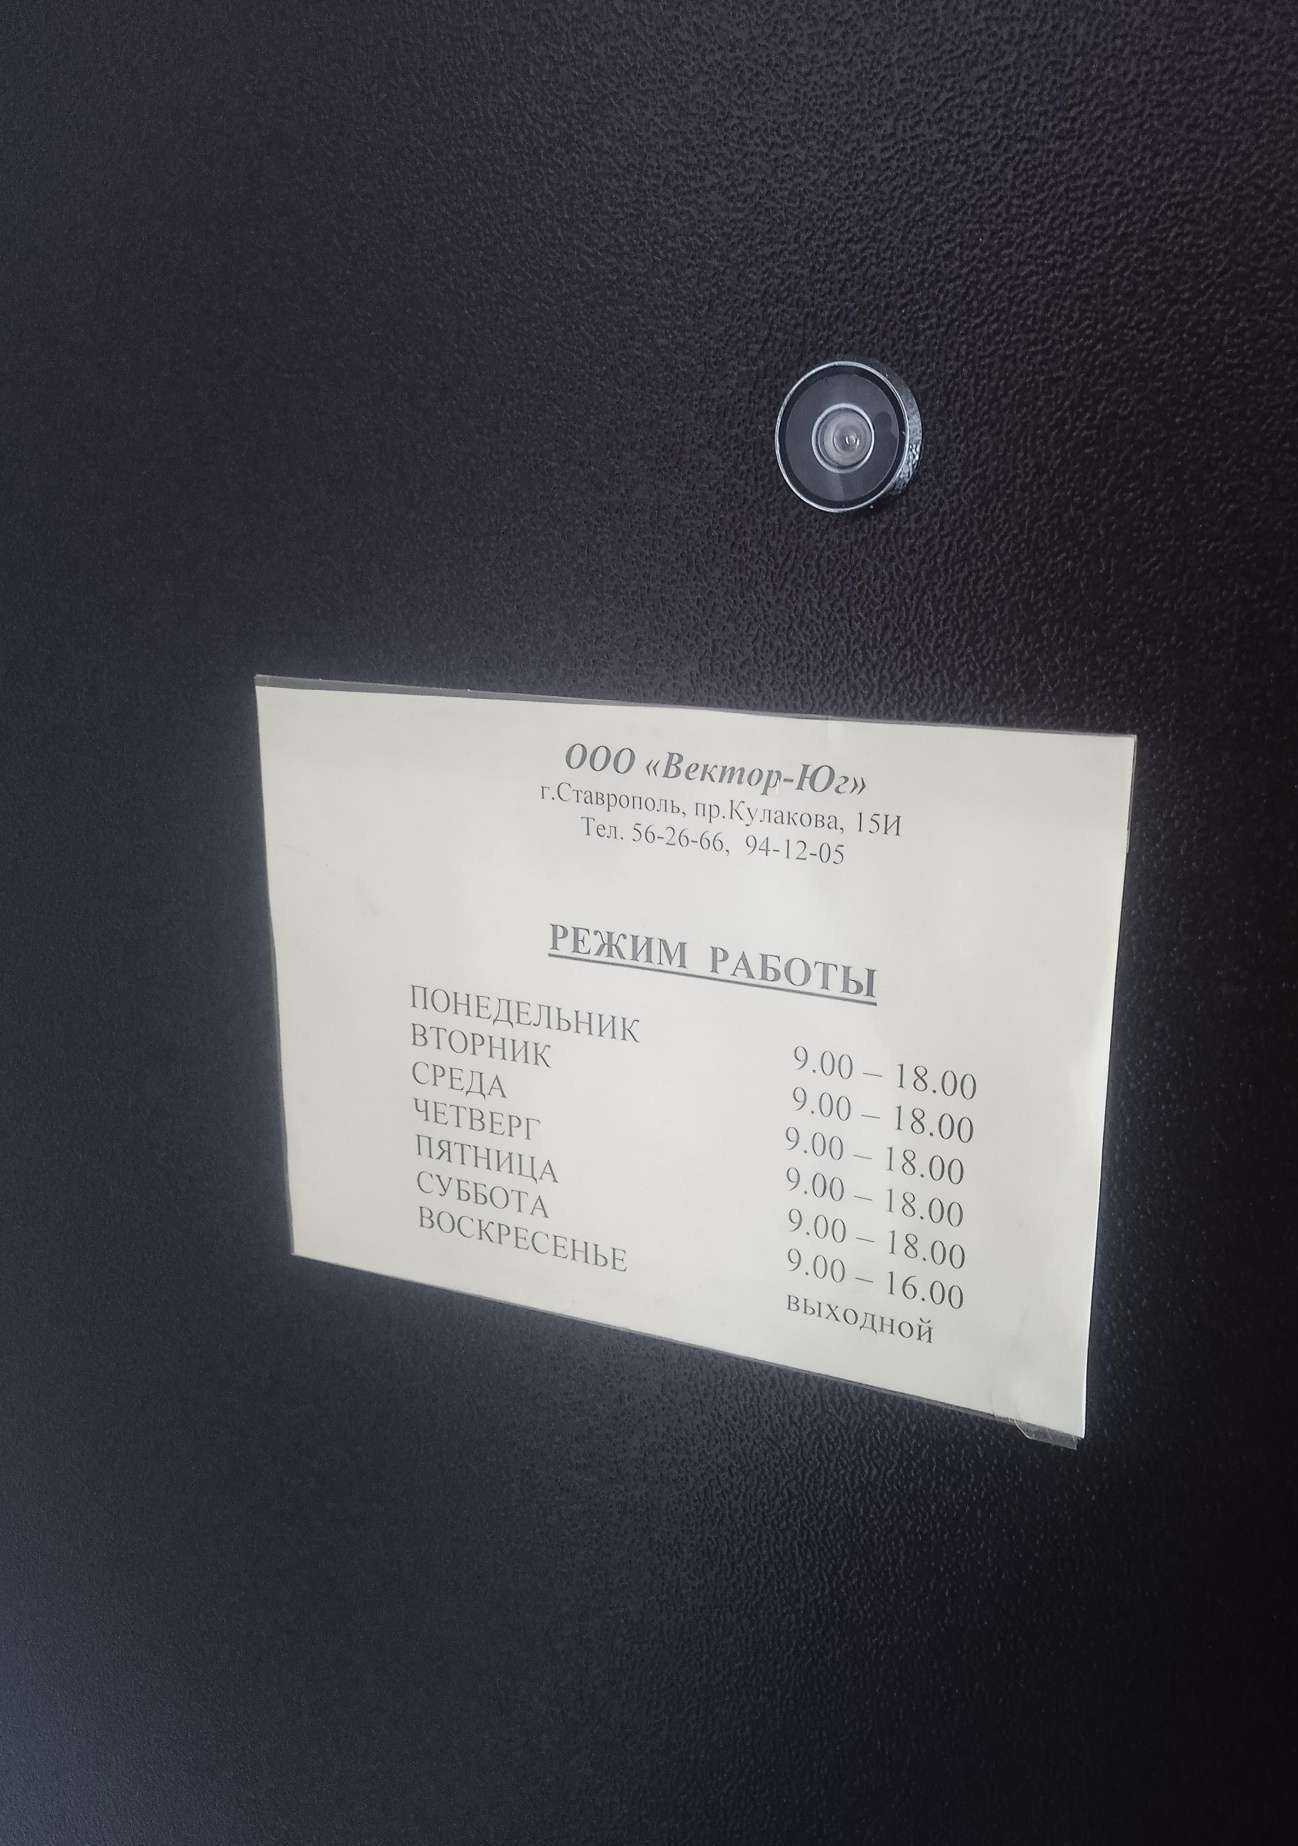 ООО «Вектор-Юг»
г.Ставрополь, пр.Кулакова, 15И
Тел. 56-26-66, 94-12-05
РЕЖИМ РАБОТЫ
ПОНЕДЕЛЬНИК 9.00 – 18.00
ВТОРНИК 9.00 – 18.00
СРЕДА 9.00 – 18.00
ЧЕТВЕРГ 9.00 – 18.00
ПЯТНИЦА 9.00 – 18.00
СУББОТА 9.00 – 16.00
ВОСКРЕСЕНЬЕ выходной